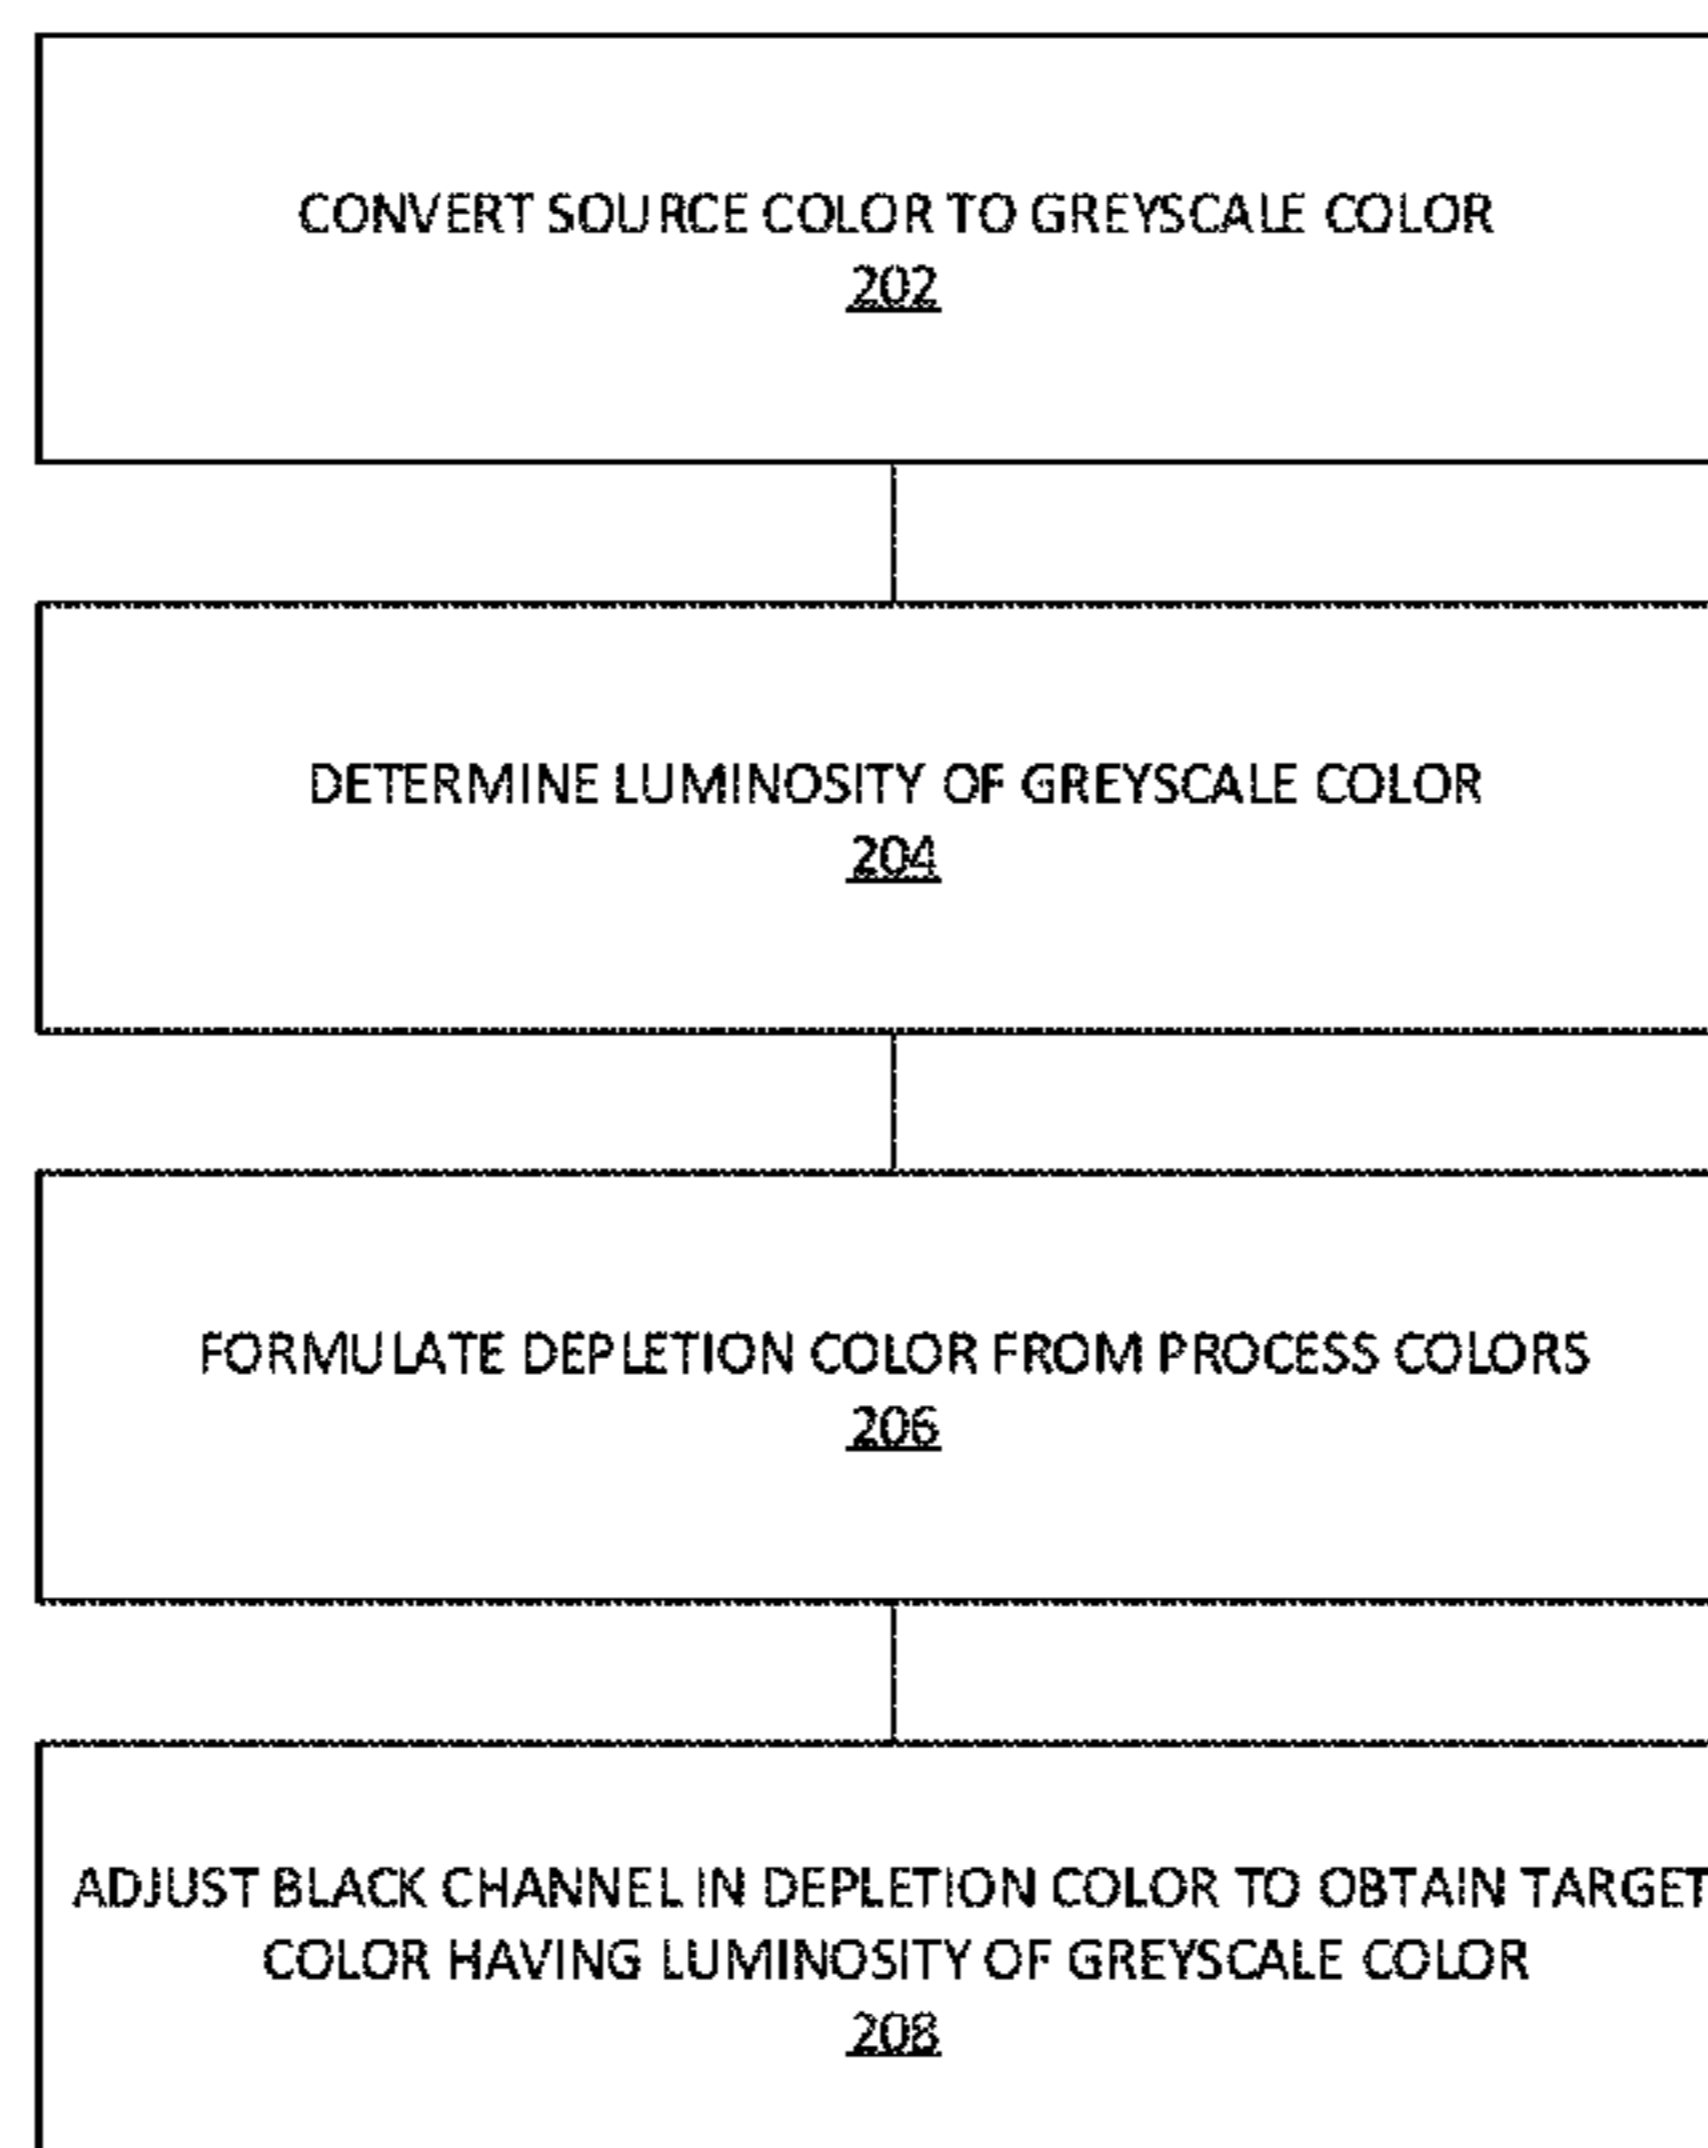 CONVERT SOURCE COLOR TO GREYSCALE COLOR
202
DETERMINE LUMINOSITY OF GREYSCALE COLOR
204
FORMULATE DEPLETION COLOR FROM PROCESS COLORS
206
ADJUST BLACK CHANNEL IN DEPLETION COLOR TO OBTAIN TARGET
COLOR HAVING LUMINOSITY OF GREYSCALE COLOR
208